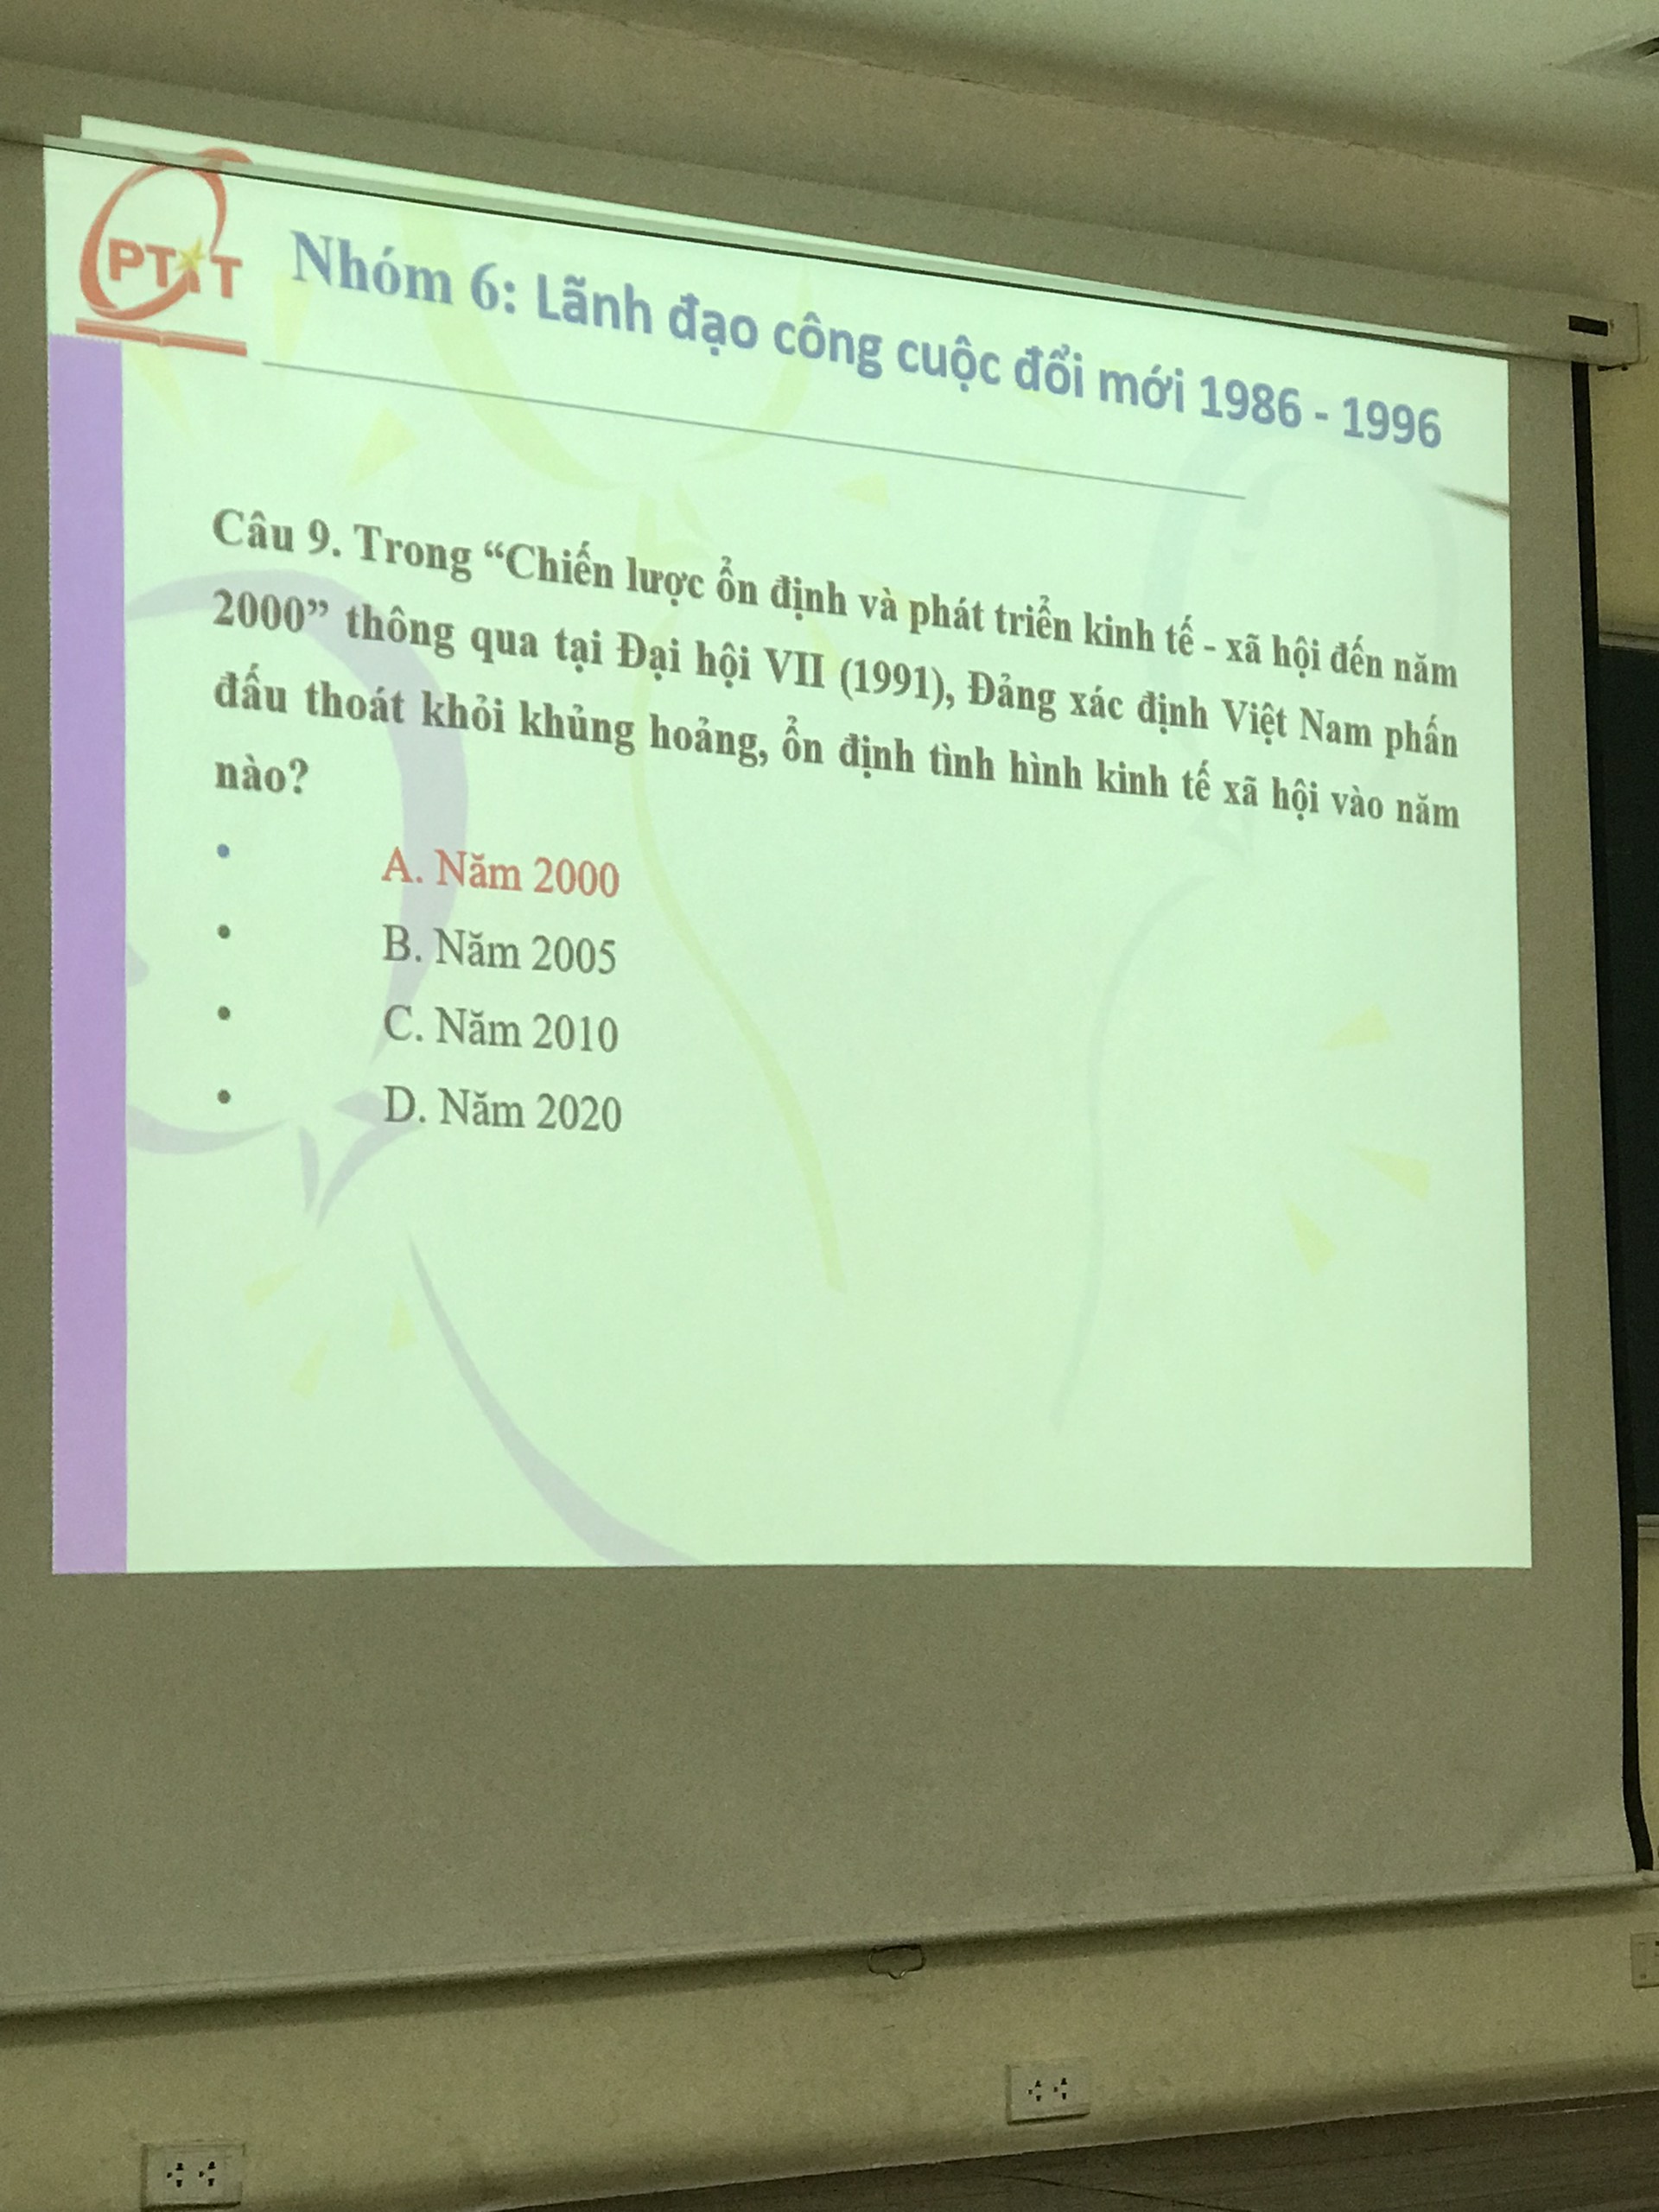 PTiT
Nhóm 6: Lãnh đạo công cuộc đổi mới 1986 - 1996
Câu 9. Trong “Chiến lược ổn định và phát triển kinh tế - xã hội đến năm
2000” thông qua tại Đại hội VII (1991), Đảng xác định Việt Nam phấn
đấu thoát khỏi khủng hoảng, ổn định tình hình kinh tế xã hội vào năm
nào?
• A. Năm 2000
• B. Năm 2005
• C. Năm 2010
• D. Năm 2020